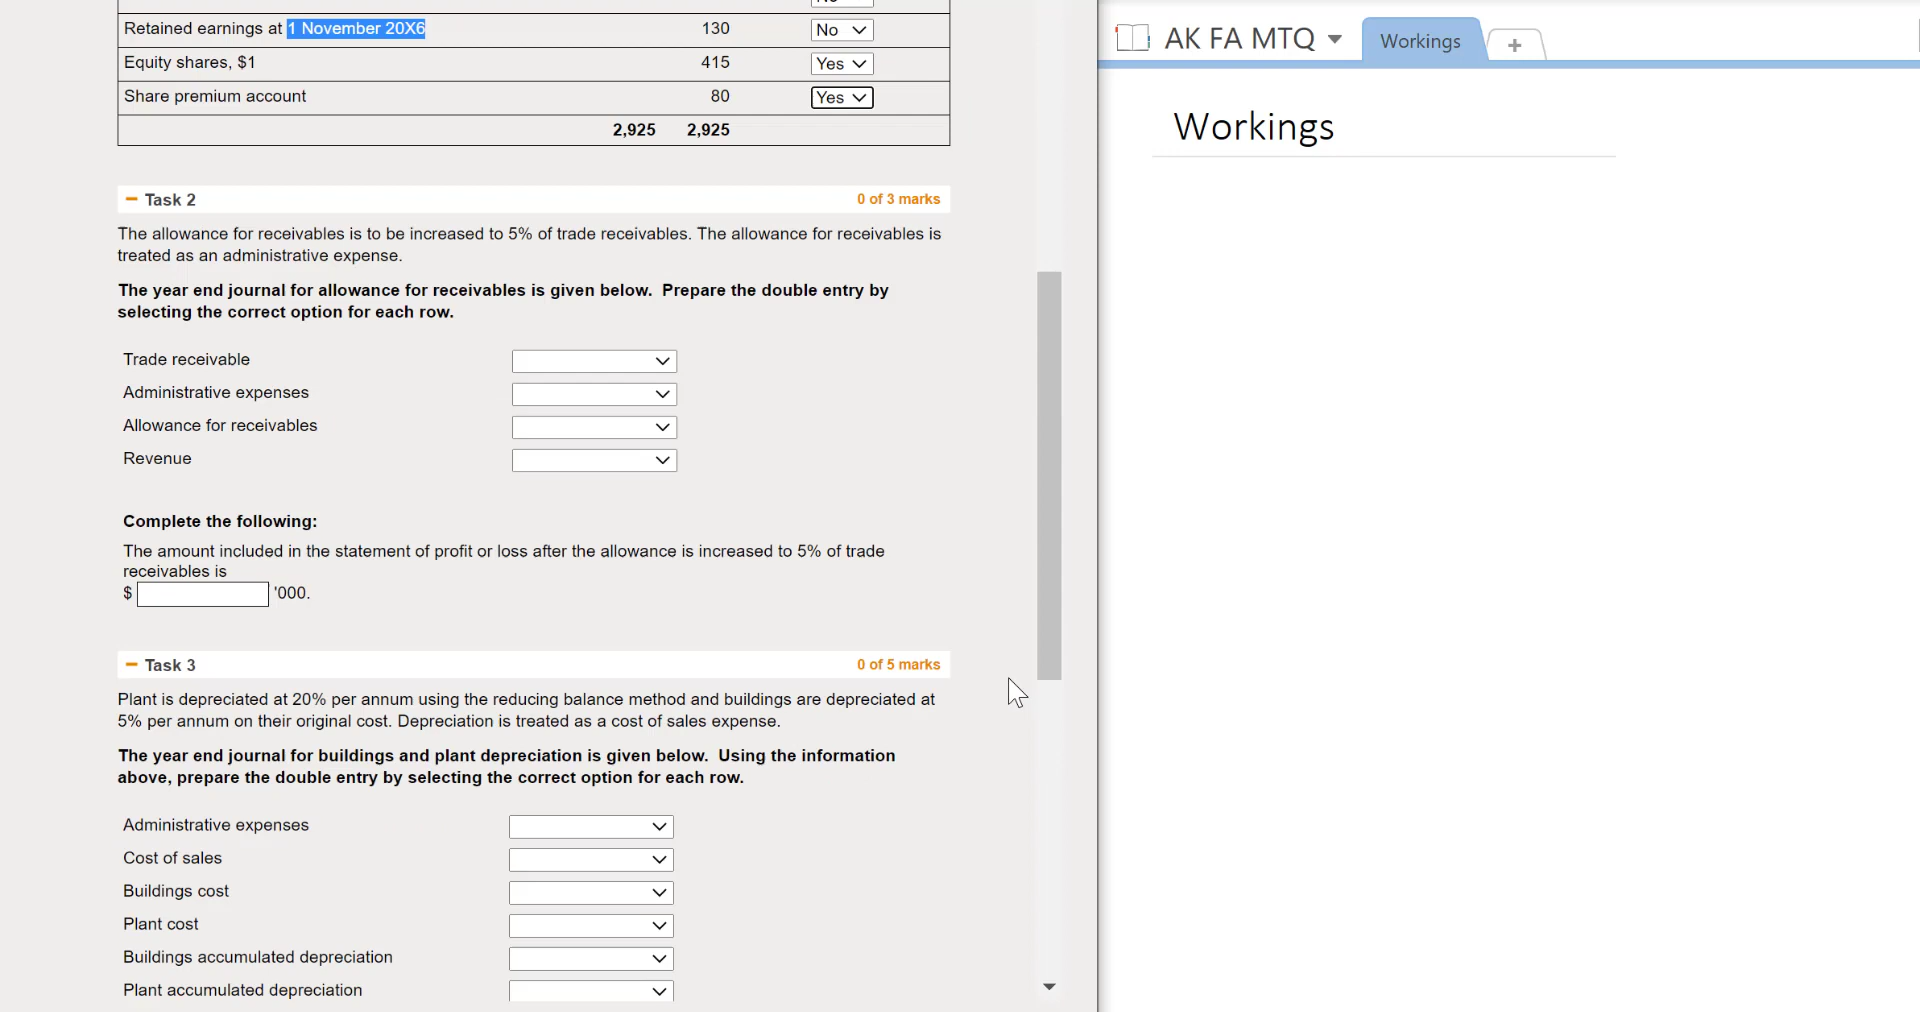 Retained earnings at 1 November 20X6 130 No
Equity shares, $1 415 Yes
Share premium account 80 Yes
2,925 2,925
Task 2 0 of 3 marks
The allowance for receivables is to be increased to 5% of trade receivables. The allowance for receivables is
treated as an administrative expense.
The year end journal for allowance for receivables is given below. Prepare the double entry by
selecting the correct option for each row.
Trade receivable
Administrative expenses
Allowance for receivables
Revenue
Complete the following:
The amount included in the statement of profit or loss after the allowance is increased to 5% of trade
receivables is
$ '000.
Task 3 0 of 5 marks
Plant is depreciated at 20% per annum using the reducing balance method and buildings are depreciated at
5% per annum on their original cost. Depreciation is treated as a cost of sales expense.
The year end journal for buildings and plant depreciation is given below. Using the information
above, prepare the double entry by selecting the correct option for each row.
Administrative expenses
Cost of sales
Buildings cost
Plant cost
Buildings accumulated depreciation
Plant accumulated depreciation
AK FA MTQ Workings +
Workings